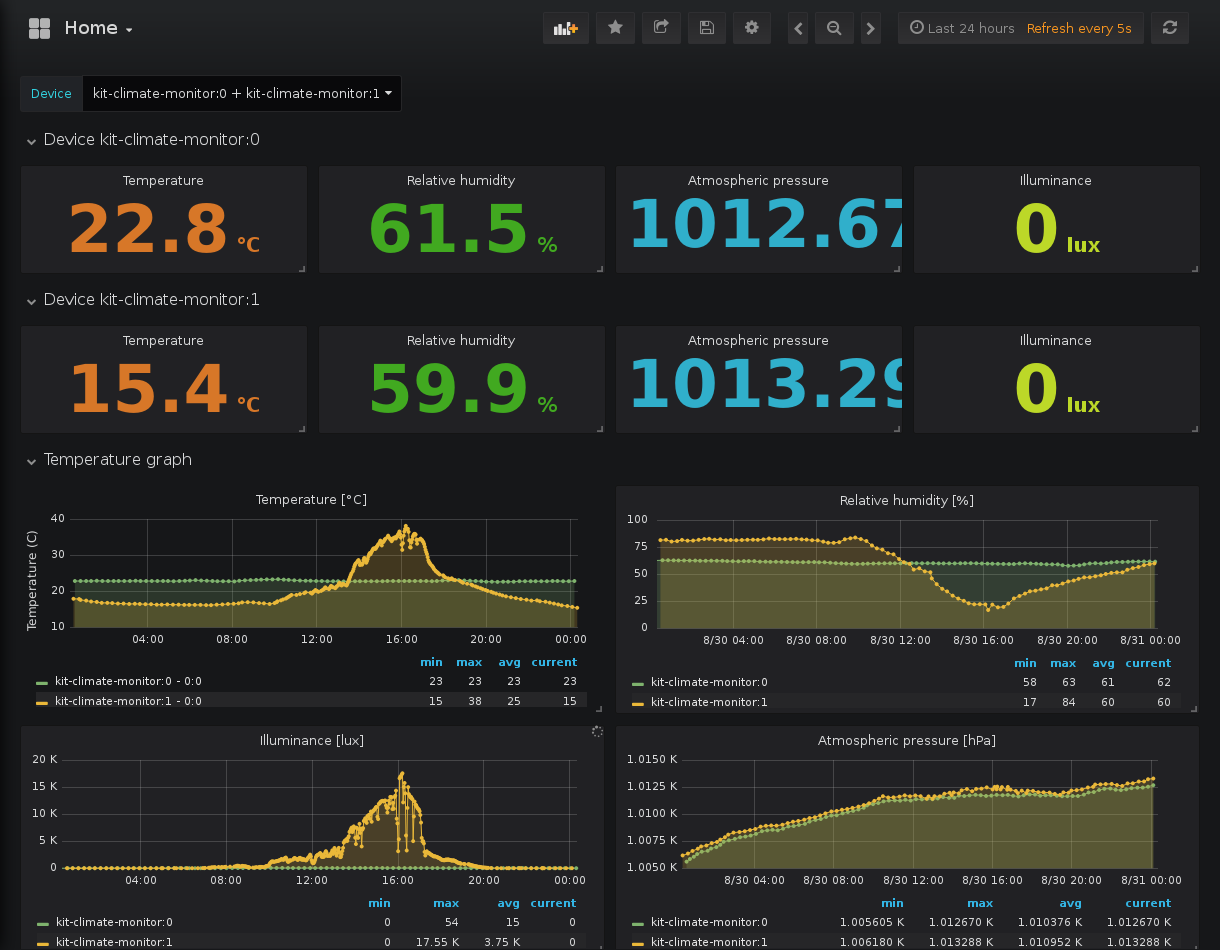 Home
Last 24 hours Refresh every 5s
Device kit-climate-monitor:0 + kit-climate-monitor:1
Device kit-climate-monitor:0
Temperature Relative humidity Atmospheric pressure Illuminance
22.8 °C 61.5 % 1012.67 0 lux
Device kit-climate-monitor:1
Temperature Relative humidity Atmospheric pressure Illuminance
15.4 °C 59.9 % 1013.29 0 lux
Temperature graph
Temperature [°C]
Temperature (C)
40
30
20
10
04:00 08:00 12:00 16:00 20:00 00:00
min max avg current
kit-climate-monitor:0 - 0:0 23 23 23 23
kit-climate-monitor:1 - 0:0 15 38 25 15
Relative humidity [%]
100
75
50
25
0
8/30 04:00 8/30 08:00 8/30 12:00 8/30 16:00 8/30 20:00 8/31 00:00
min max avg current
kit-climate-monitor:0 58 63 61 62
kit-climate-monitor:1 17 84 60 60
Illuminance [lux]
20 K
15 K
10 K
5 K
0
04:00 08:00 12:00 16:00 20:00 00:00
min max avg current
kit-climate-monitor:0 0 54 15 0
kit-climate-monitor:1 0 17.55 K 3.75 K 0
Atmospheric pressure [hPa]
1.0150 K
1.0125 K
1.0100 K
1.0075 K
1.0050 K
8/30 04:00 8/30 08:00 8/30 12:00 8/30 16:00 8/30 20:00 8/31 00:00
min max avg current
kit-climate-monitor:0 1.005605 K 1.012670 K 1.010376 K 1.012670 K
kit-climate-monitor:1 1.006180 K 1.013288 K 1.010952 K 1.013288 K